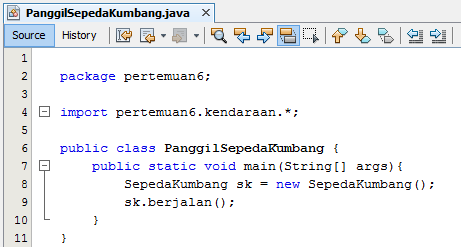 PanggilSepedaKumbang.java
Source History
1
2 package pertemuan6;
3
4 import pertemuan6.kendaraan.*;
5
6 public class PanggilSepedaKumbang {
7 public static void main(String[] args){
8 SepedaKumbang sk = new SepedaKumbang();
9 sk.berjalan();
10 }
11 }